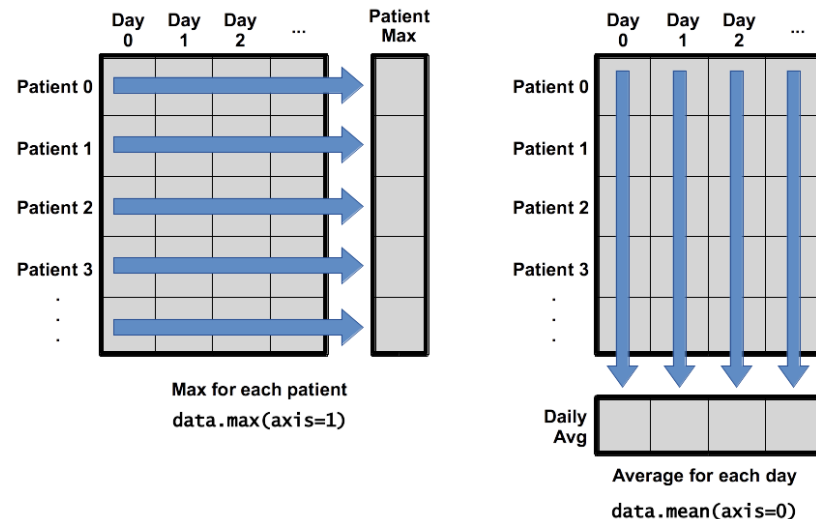 Day Day Day ...
0 1 2
Patient
Max
Patient 0
Patient 1
Patient 2
Patient 3
.
.
.
Max for each patient
data.max(axis=1)
Day Day Day ...
0 1 2
Patient 0
Patient 1
Patient 2
Patient 3
.
.
.
Daily
Avg
Average for each day
data.mean(axis=0)